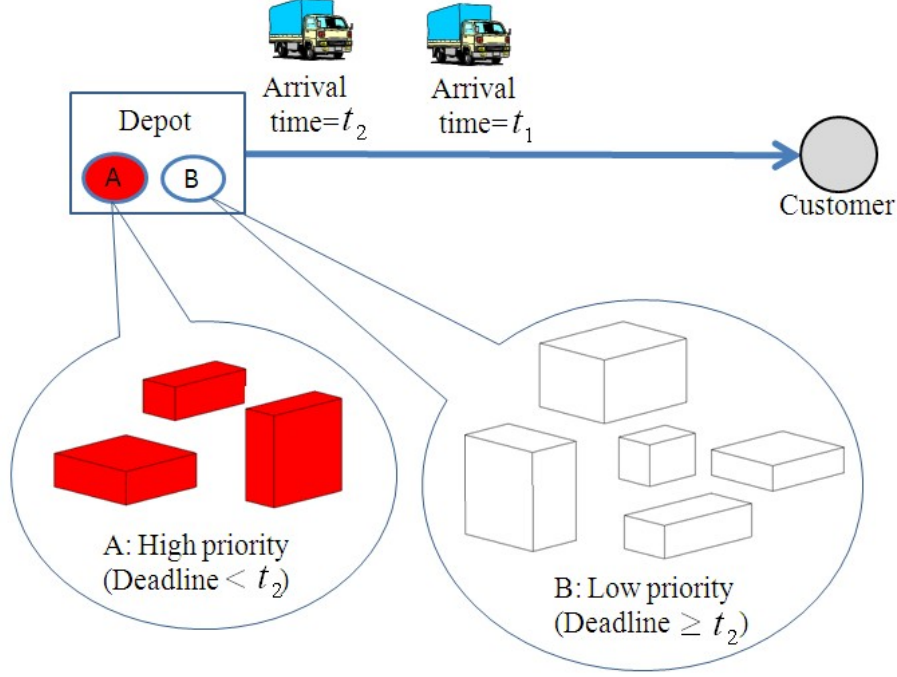 Arrival
time=t₂
Arrival
time=t₁
Depot
A
B
Customer
A: High priority
(Deadline < t₂)
B: Low priority
(Deadline ≥ t₂)